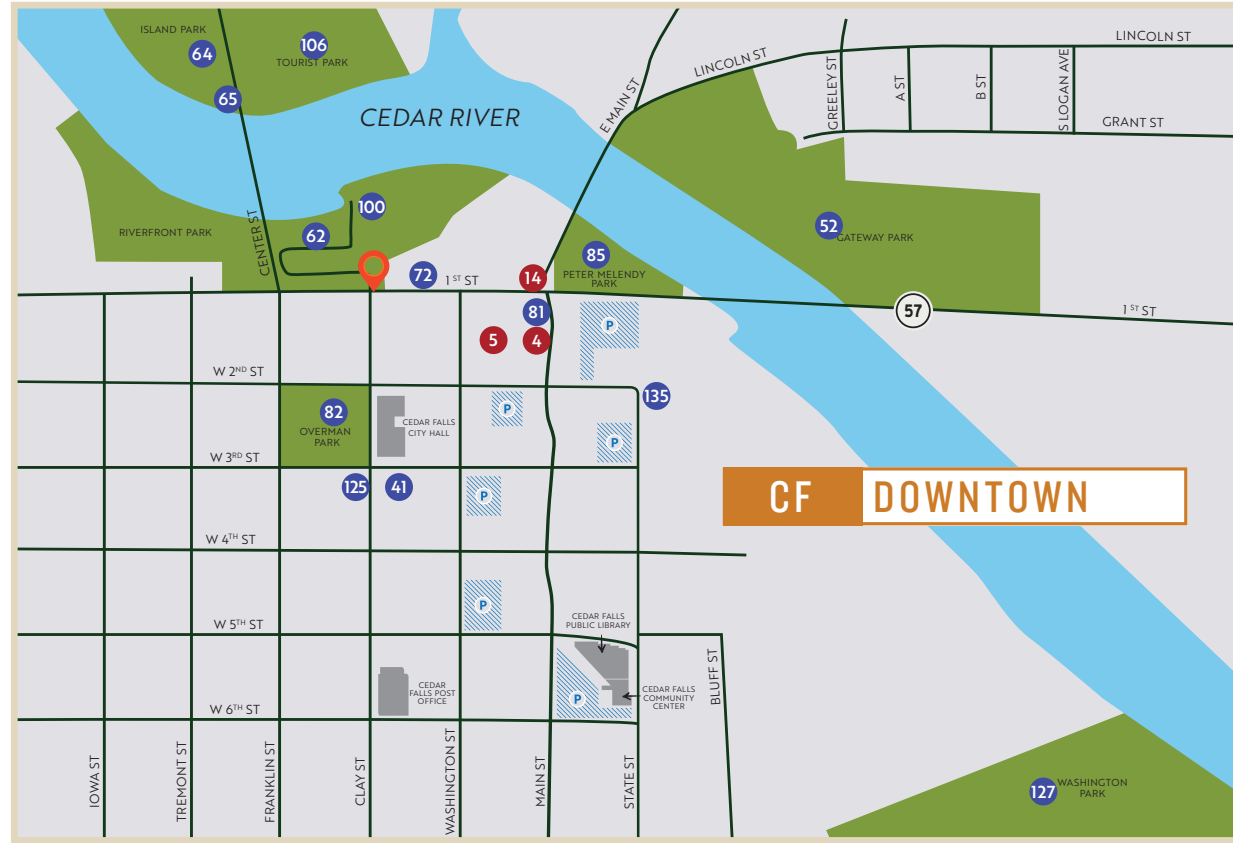 ISLAND PARK
64
106
TOURIST PARK
65
CEDAR RIVER
E MAIN ST
LINCOLN ST
LINCOLN ST
GREELEY ST
A ST
B ST
S LOGAN AVE
GRANT ST
RIVERFRONT PARK
CENTER ST
100
62
72
1ST ST
14
85
PETER MELENDY
PARK
52
GATEWAY PARK
57
1ST ST
81
5
4
P
W 2ND ST
135
82
OVERMAN
PARK
CEDAR FALLS
CITY HALL
P
P
W 3RD ST
125
41
P
CF DOWNTOWN
W 4TH ST
P
W 5TH ST
CEDAR FALLS
PUBLIC LIBRARY
CEDAR
FALLS POST
OFFICE
P
CEDAR FALLS
COMMUNITY
CENTER
BLUFF ST
W 6TH ST
IOWA ST
TREMONT ST
FRANKLIN ST
CLAY ST
WASHINGTON ST
MAIN ST
STATE ST
127
WASHINGTON
PARK